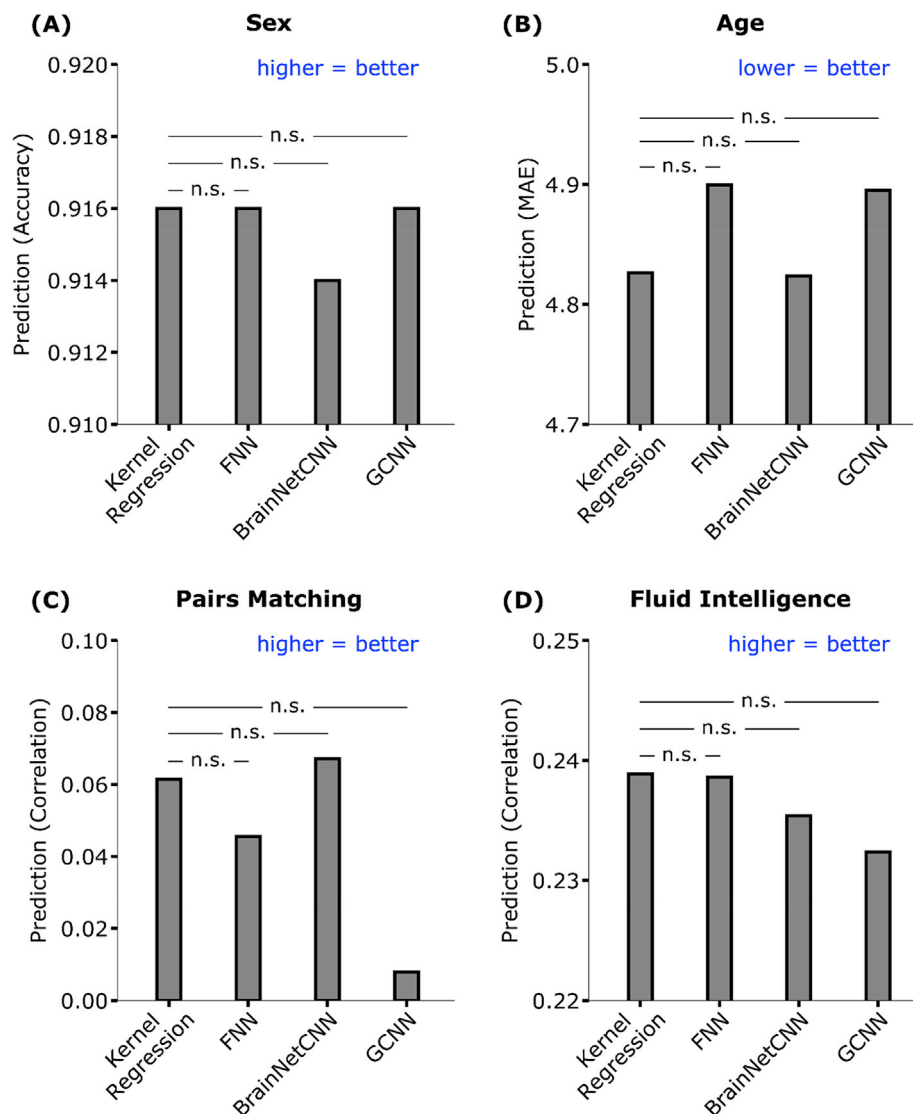 (A) Sex
higher = better
Prediction (Accuracy)
0.920
0.918
0.916
0.914
0.912
0.910
n.s.
n.s.
n.s.
Kernel
Regression
FNN
BrainNetCNN
GCNN
(B) Age
lower = better
Prediction (MAE)
5.0
4.9
4.8
4.7
n.s.
n.s.
n.s.
Kernel
Regression
FNN
BrainNetCNN
GCNN
(C) Pairs Matching
higher = better
Prediction (Correlation)
0.10
0.08
0.06
0.04
0.02
0.00
n.s.
n.s.
n.s.
Kernel
Regression
FNN
BrainNetCNN
GCNN
(D) Fluid Intelligence
higher = better
Prediction (Correlation)
0.25
0.24
0.23
0.22
n.s.
n.s.
n.s.
Kernel
Regression
FNN
BrainNetCNN
GCNN